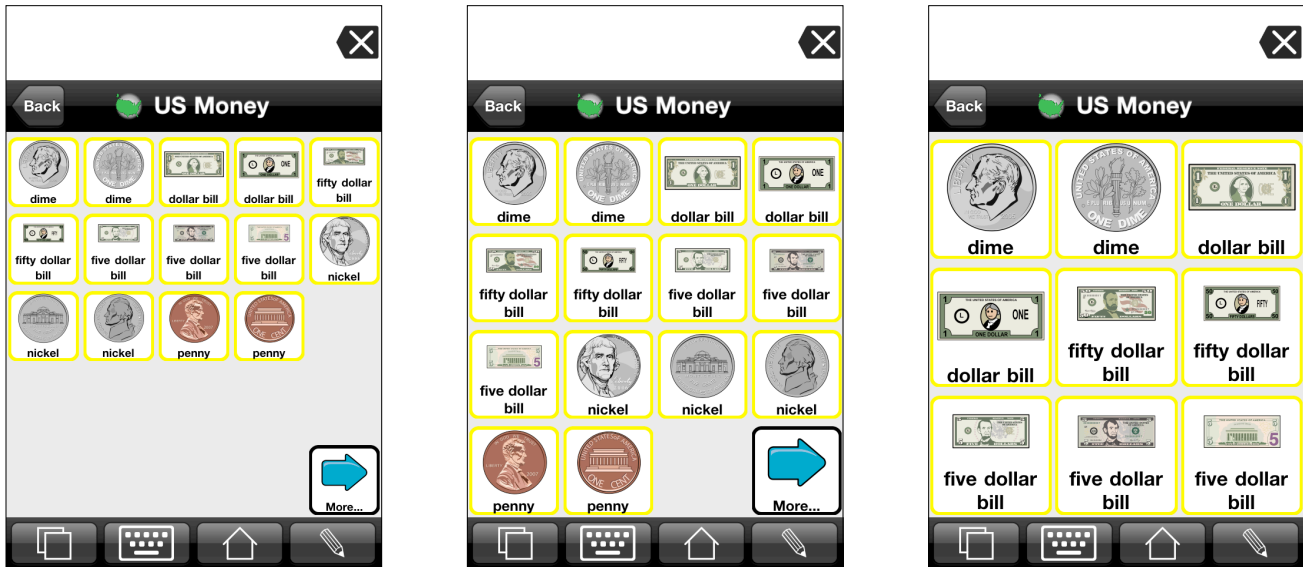 Back US Money
dime dime dollar bill dollar bill fifty dollar
bill
fifty dollar five dollar five dollar five dollar nickel
bill bill bill bill
nickel nickel penny penny
More...
Back US Money
dime dime dollar bill dollar bill
fifty dollar fifty dollar five dollar five dollar
bill bill bill bill
five dollar nickel nickel nickel
bill
penny penny More...
Back US Money
dime dime dollar bill
dollar bill fifty dollar fifty dollar
bill bill
five dollar five dollar five dollar
bill bill bill